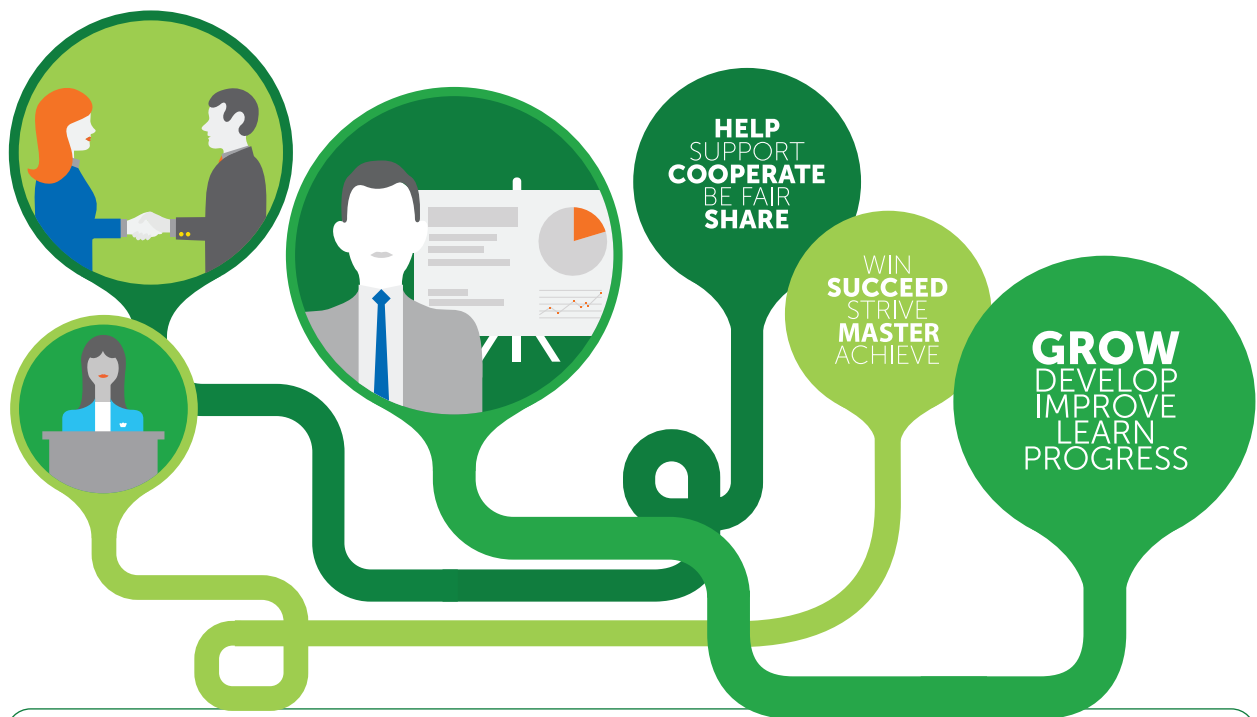 HELP
SUPPORT
COOPERATE
BE FAIR
SHARE
WIN
SUCCEED
STRIVE
MASTER
ACHIEVE
GROW
DEVELOP
IMPROVE
LEARN
PROGRESS